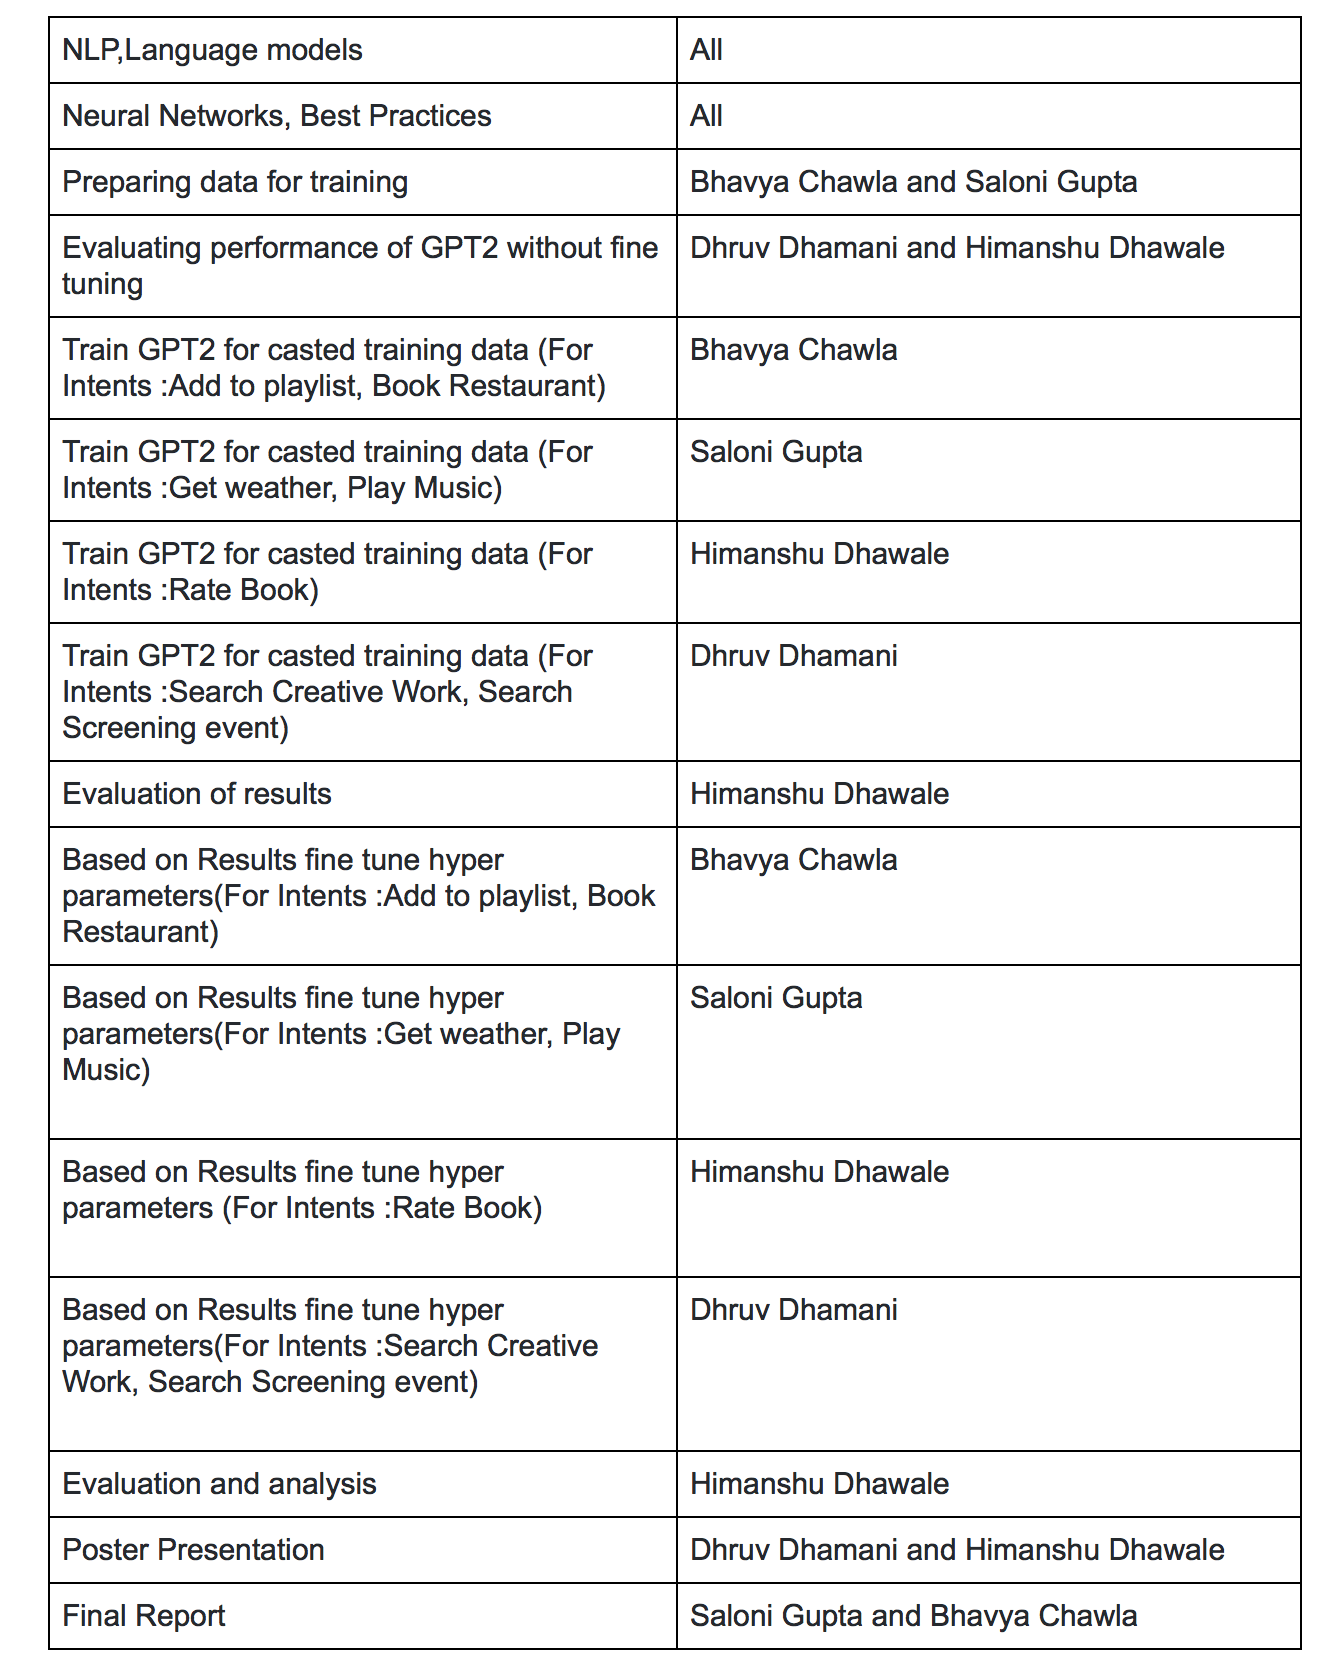 NLP,Language models
All
Neural Networks, Best Practices
All
Preparing data for training
Bhavya Chawla and Saloni Gupta
Evaluating performance of GPT2 without fine
tuning
Dhruv Dhamani and Himanshu Dhawale
Train GPT2 for casted training data (For
Intents :Add to playlist, Book Restaurant)
Bhavya Chawla
Train GPT2 for casted training data (For
Intents :Get weather, Play Music)
Saloni Gupta
Train GPT2 for casted training data (For
Intents :Rate Book)
Himanshu Dhawale
Train GPT2 for casted training data (For
Intents :Search Creative Work, Search
Screening event)
Dhruv Dhamani
Evaluation of results
Himanshu Dhawale
Based on Results fine tune hyper
parameters(For Intents :Add to playlist, Book
Restaurant)
Bhavya Chawla
Based on Results fine tune hyper
parameters(For Intents :Get weather, Play
Music)
Saloni Gupta
Based on Results fine tune hyper
parameters (For Intents :Rate Book)
Himanshu Dhawale
Based on Results fine tune hyper
parameters(For Intents :Search Creative
Work, Search Screening event)
Dhruv Dhamani
Evaluation and analysis
Himanshu Dhawale
Poster Presentation
Dhruv Dhamani and Himanshu Dhawale
Final Report
Saloni Gupta and Bhavya Chawla